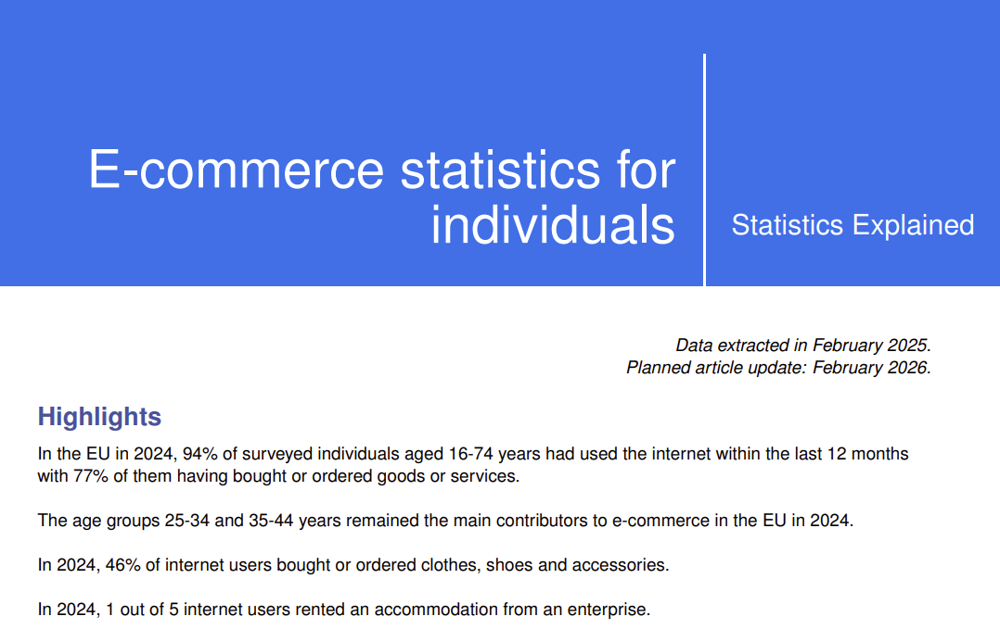 E-commerce statistics for
individuals
Statistics Explained
Data extracted in February 2025.
Planned article update: February 2026.
Highlights
In the EU in 2024, 94% of surveyed individuals aged 16-74 years had used the internet within the last 12 months
with 77% of them having bought or ordered goods or services.
The age groups 25-34 and 35-44 years remained the main contributors to e-commerce in the EU in 2024.
In 2024, 46% of internet users bought or ordered clothes, shoes and accessories.
In 2024, 1 out of 5 internet users rented an accommodation from an enterprise.